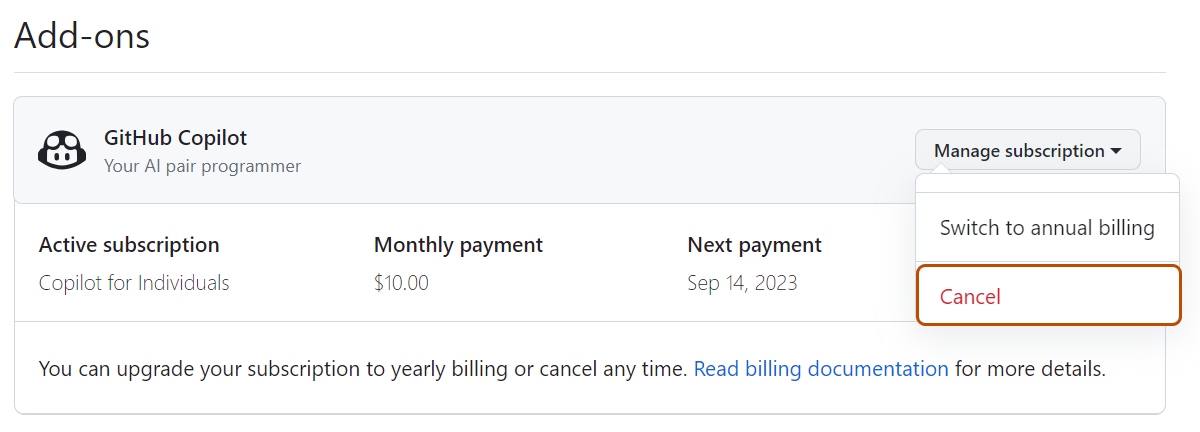 Add-ons
GitHub Copilot
Your AI pair programmer
Manage subscription
Switch to annual billing
Cancel
Active subscription
Copilot for Individuals
Monthly payment
$10.00
Next payment
Sep 14, 2023
You can upgrade your subscription to yearly billing or cancel any time. Read billing documentation for more details.